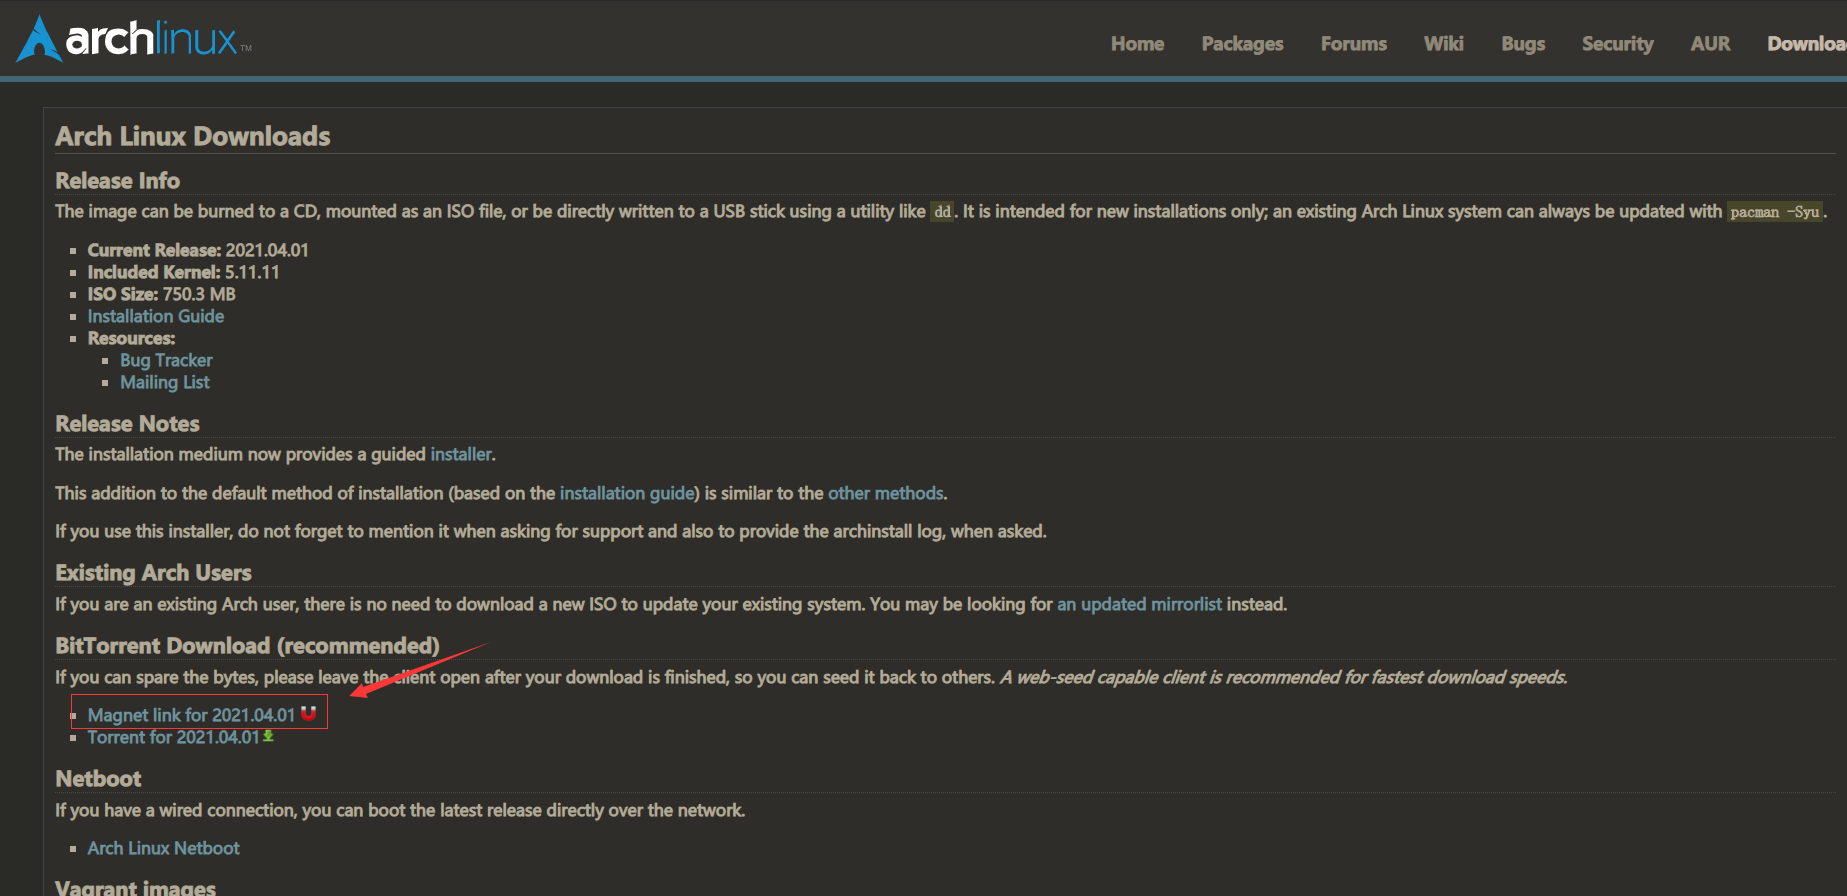 archlinux™
Home Packages Forums Wiki Bugs Security AUR Downloa
Arch Linux Downloads
Release Info
The image can be burned to a CD, mounted as an ISO file, or be directly written to a USB stick using a utility like dd. It is intended for new installations only; an existing Arch Linux system can always be updated with pacman -Syu.
Current Release: 2021.04.01
Included Kernel: 5.11.11
ISO Size: 750.3 MB
Installation Guide
Resources:
Bug Tracker
Mailing List
Release Notes
The installation medium now provides a guided installer.
This addition to the default method of installation (based on the installation guide) is similar to the other methods.
If you use this installer, do not forget to mention it when asking for support and also to provide the archinstall log, when asked.
Existing Arch Users
If you are an existing Arch user, there is no need to download a new ISO to update your existing system. You may be looking for an updated mirrorlist instead.
BitTorrent Download (recommended)
If you can spare the bytes, please leave the client open after your download is finished, so you can seed it back to others. A web-seed capable client is recommended for fastest download speeds.
Magnet link for 2021.04.01
Torrent for 2021.04.01
Netboot
If you have a wired connection, you can boot the latest release directly over the network.
Arch Linux Netboot
Vagrant images